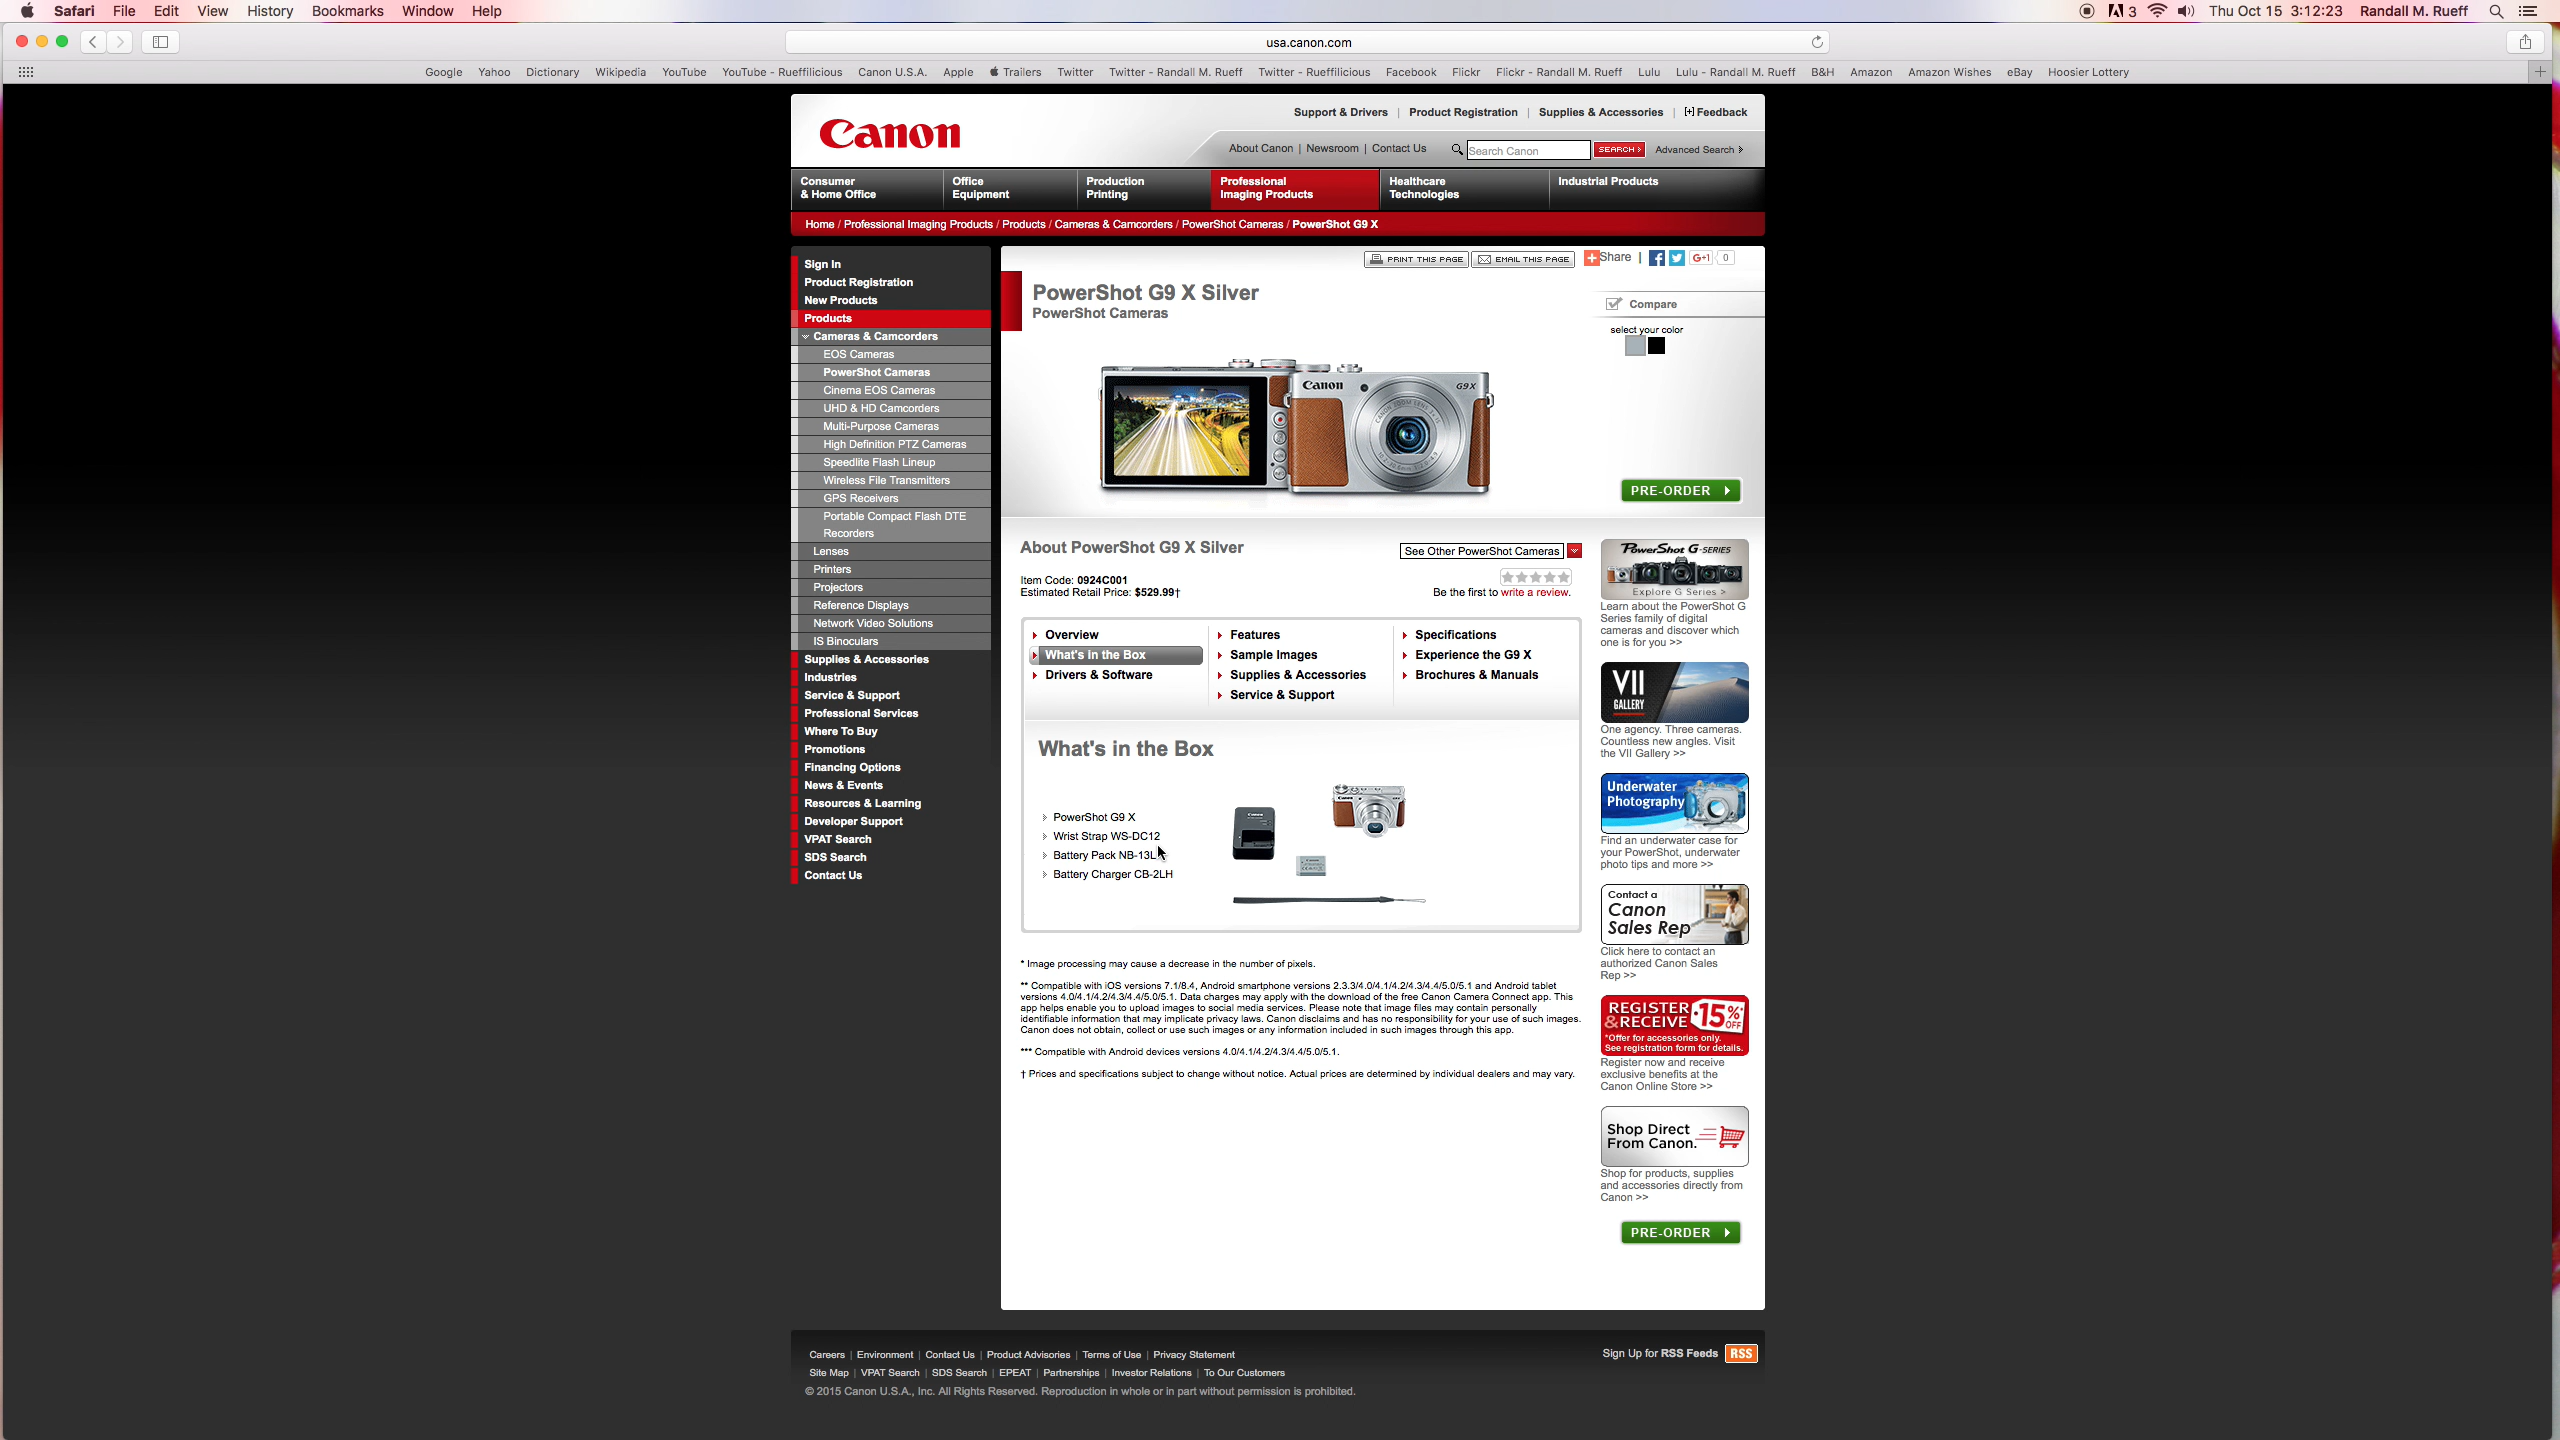 Safari File Edit View History Bookmarks Window Help
3 Thu Oct 15 3:12:23 Randall M. Rueff
usa.canon.com
Google Yahoo Dictionary Wikipedia YouTube YouTube - Rueffilicious Canon U.S.A. Apple Trailers Twitter Twitter - Randall M. Rueff Twitter - Rueffilicious Facebook Flickr Flickr - Randall M. Rueff Lulu Lulu - Randall M. Rueff B&H Amazon Amazon Wishes eBay Hoosier Lottery
Canon
Support & Drivers | Product Registration | Supplies & Accessories | [+] Feedback
About Canon | Newsroom | Contact Us Search Canon SEARCH Advanced Search
Consumer
& Home Office
Office
Equipment
Production
Printing
Professional
Imaging Products
Healthcare
Technologies
Industrial Products
Home / Professional Imaging Products / Products / Cameras & Camcorders / PowerShot Cameras / PowerShot G9 X
Sign In
Product Registration
New Products
Products
Cameras & Camcorders
EOS Cameras
PowerShot Cameras
Cinema EOS Cameras
UHD & HD Camcorders
Multi-Purpose Cameras
High Definition PTZ Cameras
Speedlite Flash Lineup
Wireless File Transmitters
GPS Receivers
Portable Compact Flash DTE
Recorders
Lenses
Printers
Projectors
Reference Displays
Network Video Solutions
IS Binoculars
Supplies & Accessories
Industries
Service & Support
Professional Services
Where To Buy
Promotions
Financing Options
News & Events
Resources & Learning
Developer Support
VPAT Search
SDS Search
Contact Us
PRINT THIS PAGE EMAIL THIS PAGE Share | G+1 0
PowerShot G9 X Silver
PowerShot Cameras
Compare
select your color
Canon G9X
CANON ZOOM LENS
PRE-ORDER
About PowerShot G9 X Silver
See Other PowerShot Cameras
Item Code: 0924C001
Estimated Retail Price: $529.99†
Be the first to write a review.
Overview
What's in the Box
Drivers & Software
Features
Sample Images
Supplies & Accessories
Service & Support
Specifications
Experience the G9 X
Brochures & Manuals
What's in the Box
PowerShot G9 X
Wrist Strap WS-DC12
Battery Pack NB-13L
Battery Charger CB-2LH
* Image processing may cause a decrease in the number of pixels.
** Compatible with iOS versions 7.1/8.4, Android smartphone versions 2.3.3/4.0/4.1/4.2/4.3/4.4/5.0/5.1 and Android tablet
versions 4.0/4.1/4.2/4.3/4.4/5.0/5.1. Data charges may apply with the download of the free Canon Camera Connect app. This
app helps enable you to upload images to social media services. Please note that image files may contain personally
identifiable information that may implicate privacy laws. Canon disclaims and has no responsibility for your use of such images.
Canon does not obtain, collect or use such images or any information included in such images through this app.
*** Compatible with Android devices versions 4.0/4.1/4.2/4.3/4.4/5.0/5.1.
† Prices and specifications subject to change without notice. Actual prices are determined by individual dealers and may vary.
PowerShot G-SERIES
Explore G Series >
Learn about the PowerShot G
Series family of digital
cameras and discover which
one is for you >>
VII
GALLERY
One agency. Three cameras.
Countless new angles. Visit
the VII Gallery >>
Underwater
Photography
Find an underwater case for
your PowerShot, underwater
photo tips and more >>
Contact a
Canon
Sales Rep
Click here to contact an
authorized Canon Sales
Rep >>
REGISTER
&RECEIVE 15% OFF
*Offer for accessories only.
See registration form for details.
Register now and receive
exclusive benefits at the
Canon Online Store >>
Shop Direct
From Canon.
Shop for products, supplies
and accessories directly from
Canon >>
PRE-ORDER
Careers | Environment | Contact Us | Product Advisories | Terms of Use | Privacy Statement
Sign Up for RSS Feeds RSS
Site Map | VPAT Search | SDS Search | EPEAT | Partnerships | Investor Relations | To Our Customers
© 2015 Canon U.S.A., Inc. All Rights Reserved. Reproduction in whole or in part without permission is prohibited.